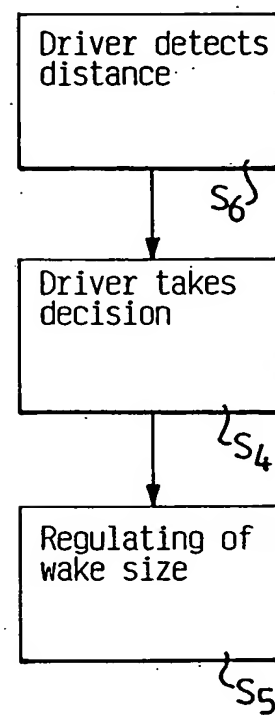 Driver detects
distance
S6
Driver takes
decision
S4
Regulating of
wake size
S5